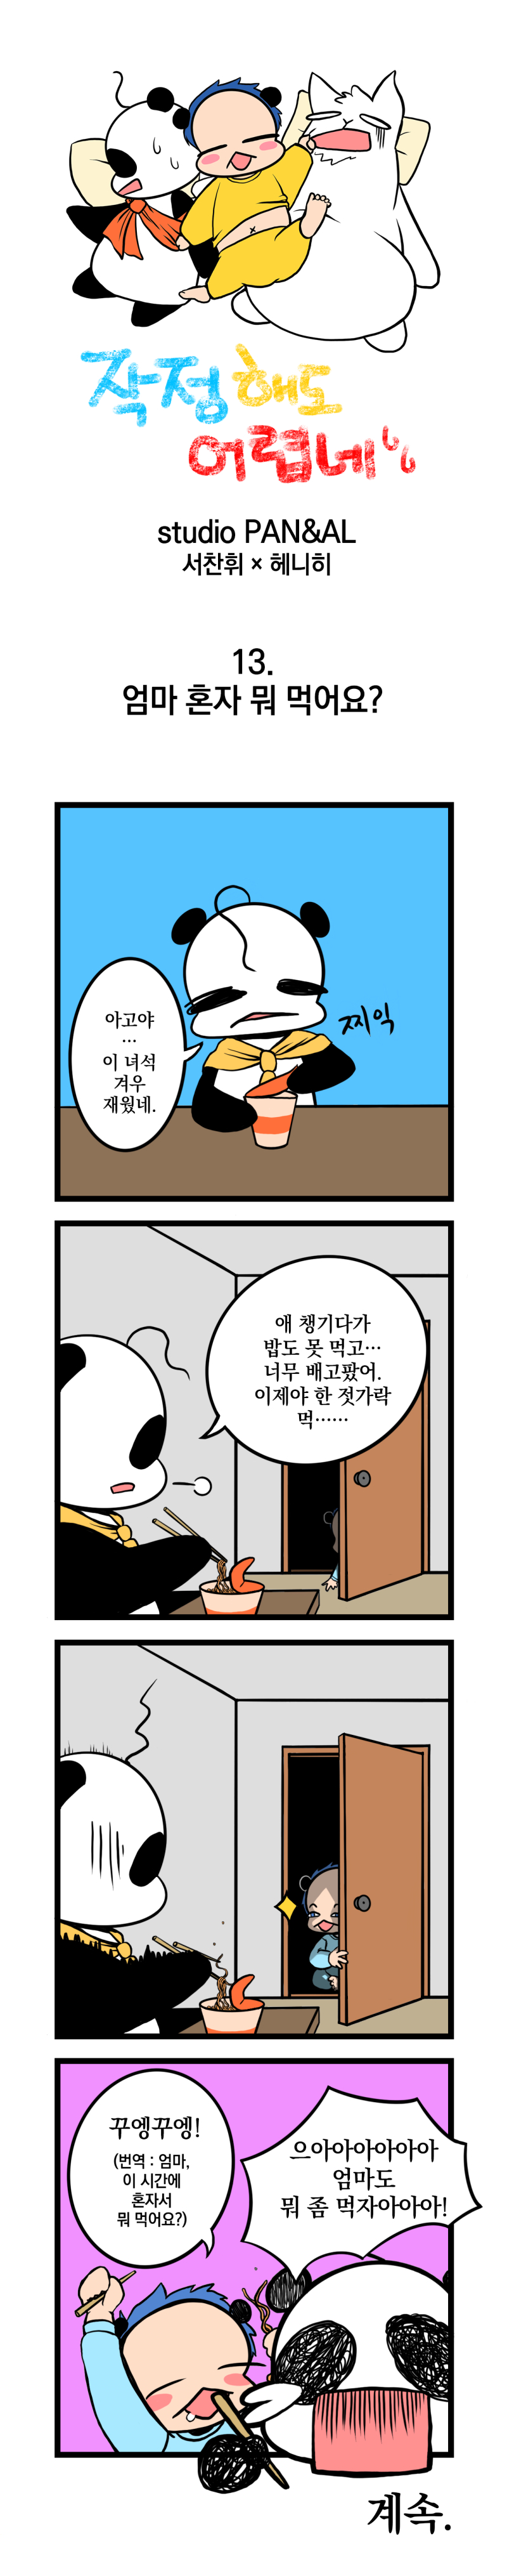 작정해도
어렵네
studio PAN&AL
서찬휘 × 헤니히
13.
엄마 혼자 뭐 먹어요?
아고야
…
이 녀석
겨우
재웠네.
찌익
애 챙기다가
밥도 못 먹고…
너무 배고팠어.
이제야 한 젓가락
먹……
꾸엥꾸엥!
(번역 : 엄마,
이 시간에
혼자서
뭐 먹어요?)
으아아아아아아
엄마도
뭐 좀 먹자아아아!
계속.